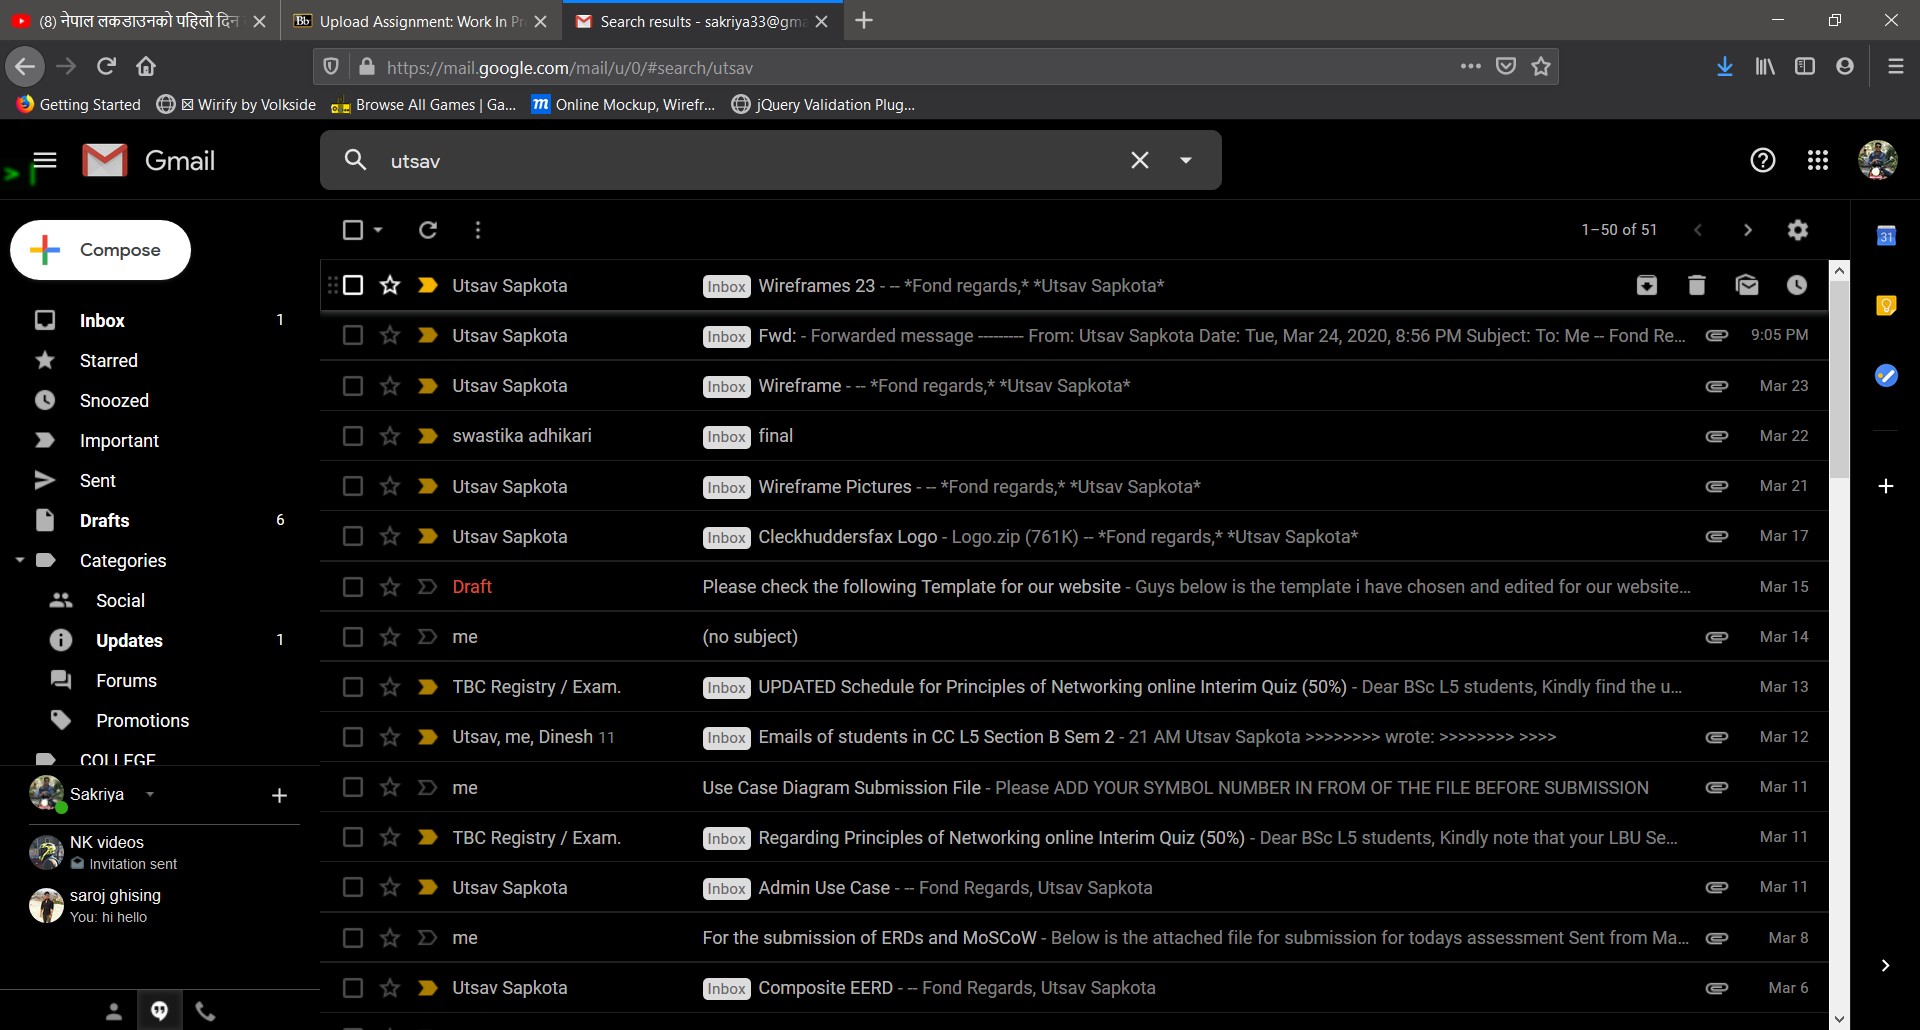 (8) नेपाल लकडाउनको पहिलो दिन
Upload Assignment: Work In Pr
Search results - sakriya33@gma
https://mail.google.com/mail/u/0/#search/utsav
Getting Started
Wirify by Volkside
Browse All Games | Ga...
Online Mockup, Wirefr...
jQuery Validation Plug...
Gmail
utsav
Compose
1–50 of 51
Inbox 1
Starred
Snoozed
Important
Sent
Drafts 6
Categories
Social
Updates 1
Forums
Promotions
COLLEGE
Sakriya
NK videos
Invitation sent
saroj ghising
You: hi hello
Utsav Sapkota Inbox Wireframes 23 - -- *Fond regards,* *Utsav Sapkota*
Utsav Sapkota Inbox Fwd: - Forwarded message --------- From: Utsav Sapkota Date: Tue, Mar 24, 2020, 8:56 PM Subject: To: Me -- Fond Re... 9:05 PM
Utsav Sapkota Inbox Wireframe - -- *Fond regards,* *Utsav Sapkota* Mar 23
swastika adhikari Inbox final Mar 22
Utsav Sapkota Inbox Wireframe Pictures - -- *Fond regards,* *Utsav Sapkota* Mar 21
Utsav Sapkota Inbox Cleckhuddersfax Logo - Logo.zip (761K) -- *Fond regards,* *Utsav Sapkota* Mar 17
Draft Please check the following Template for our website - Guys below is the template i have chosen and edited for our website... Mar 15
me (no subject) Mar 14
TBC Registry / Exam. Inbox UPDATED Schedule for Principles of Networking online Interim Quiz (50%) - Dear BSc L5 students, Kindly find the u... Mar 13
Utsav, me, Dinesh 11 Inbox Emails of students in CC L5 Section B Sem 2 - 21 AM Utsav Sapkota >>>>>>>> wrote: >>>>>>>> >>>> Mar 12
me Use Case Diagram Submission File - Please ADD YOUR SYMBOL NUMBER IN FROM OF THE FILE BEFORE SUBMISSION Mar 11
TBC Registry / Exam. Inbox Regarding Principles of Networking online Interim Quiz (50%) - Dear BSc L5 students, Kindly note that your LBU Se... Mar 11
Utsav Sapkota Inbox Admin Use Case - -- Fond Regards, Utsav Sapkota Mar 11
me For the submission of ERDs and MoSCoW - Below is the attached file for submission for todays assessment Sent from Ma... Mar 8
Utsav Sapkota Inbox Composite EERD - -- Fond Regards, Utsav Sapkota Mar 6